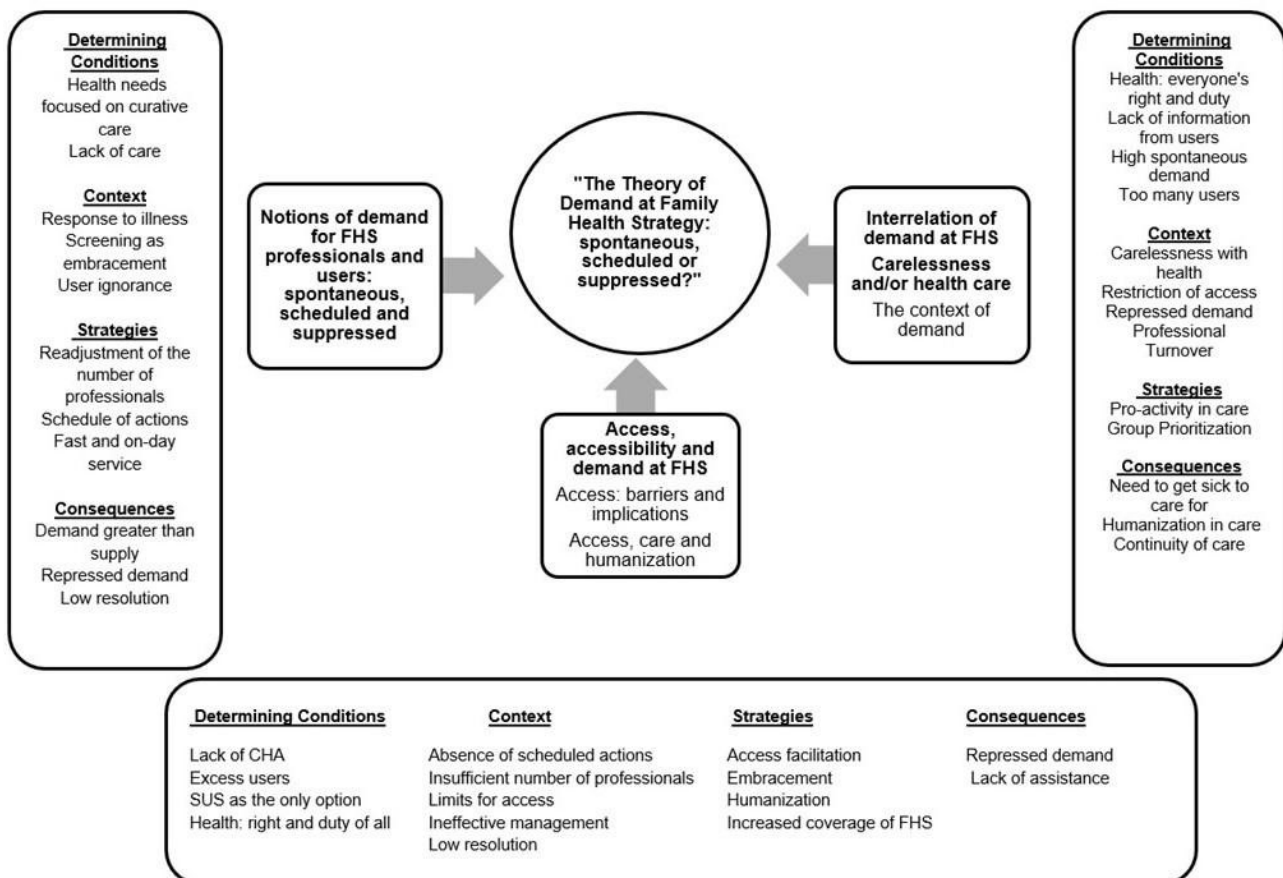 Determining
Conditions
Health needs
focused on curative
care
Lack of care
Context
Response to illness
Screening as
embracement
User ignorance
Strategies
Readjustment of the
number of
professionals
Schedule of actions
Fast and on-day
service
Consequences
Demand greater than
supply
Repressed demand
Low resolution
Notions of demand
for FHS
professionals and
users:
spontaneous,
scheduled and
suppressed
"The Theory of
Demand at Family
Health Strategy:
spontaneous,
scheduled or
suppressed?"
Interrelation of
demand at FHS
Carelessness
and/or health care
The context of
demand
Access,
accessibility and
demand at FHS
Access: barriers and
implications
Access, care and
humanization
Determining
Conditions
Health: everyone's
right and duty
Lack of information
from users
High spontaneous
demand
Too many users
Context
Carelessness with
health
Restriction of access
Repressed demand
Professional
Turnover
Strategies
Pro-activity in care
Group Prioritization
Consequences
Need to get sick to
care for
Humanization in care
Continuity of care
Determining Conditions
Lack of CHA
Excess users
SUS as the only option
Health: right and duty of all
Context
Absence of scheduled actions
Insufficient number of professionals
Limits for access
Ineffective management
Low resolution
Strategies
Access facilitation
Embracement
Humanization
Increased coverage of FHS
Consequences
Repressed demand
Lack of assistance